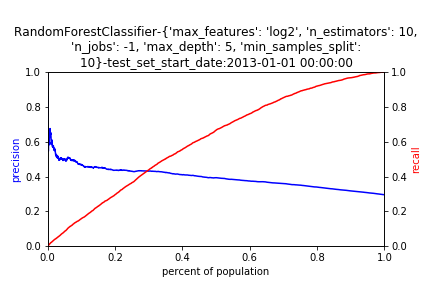 RandomForestClassifier-{'max_features': 'log2', 'n_estimators': 10,
'n_jobs': -1, 'max_depth': 5, 'min_samples_split':
10}-test_set_start_date:2013-01-01 00:00:00
1.0
0.8
0.6
0.4
0.2
0.0
precision
1.0
0.8
0.6
0.4
0.2
0.0
recall
0.0 0.2 0.4 0.6 0.8 1.0
percent of population